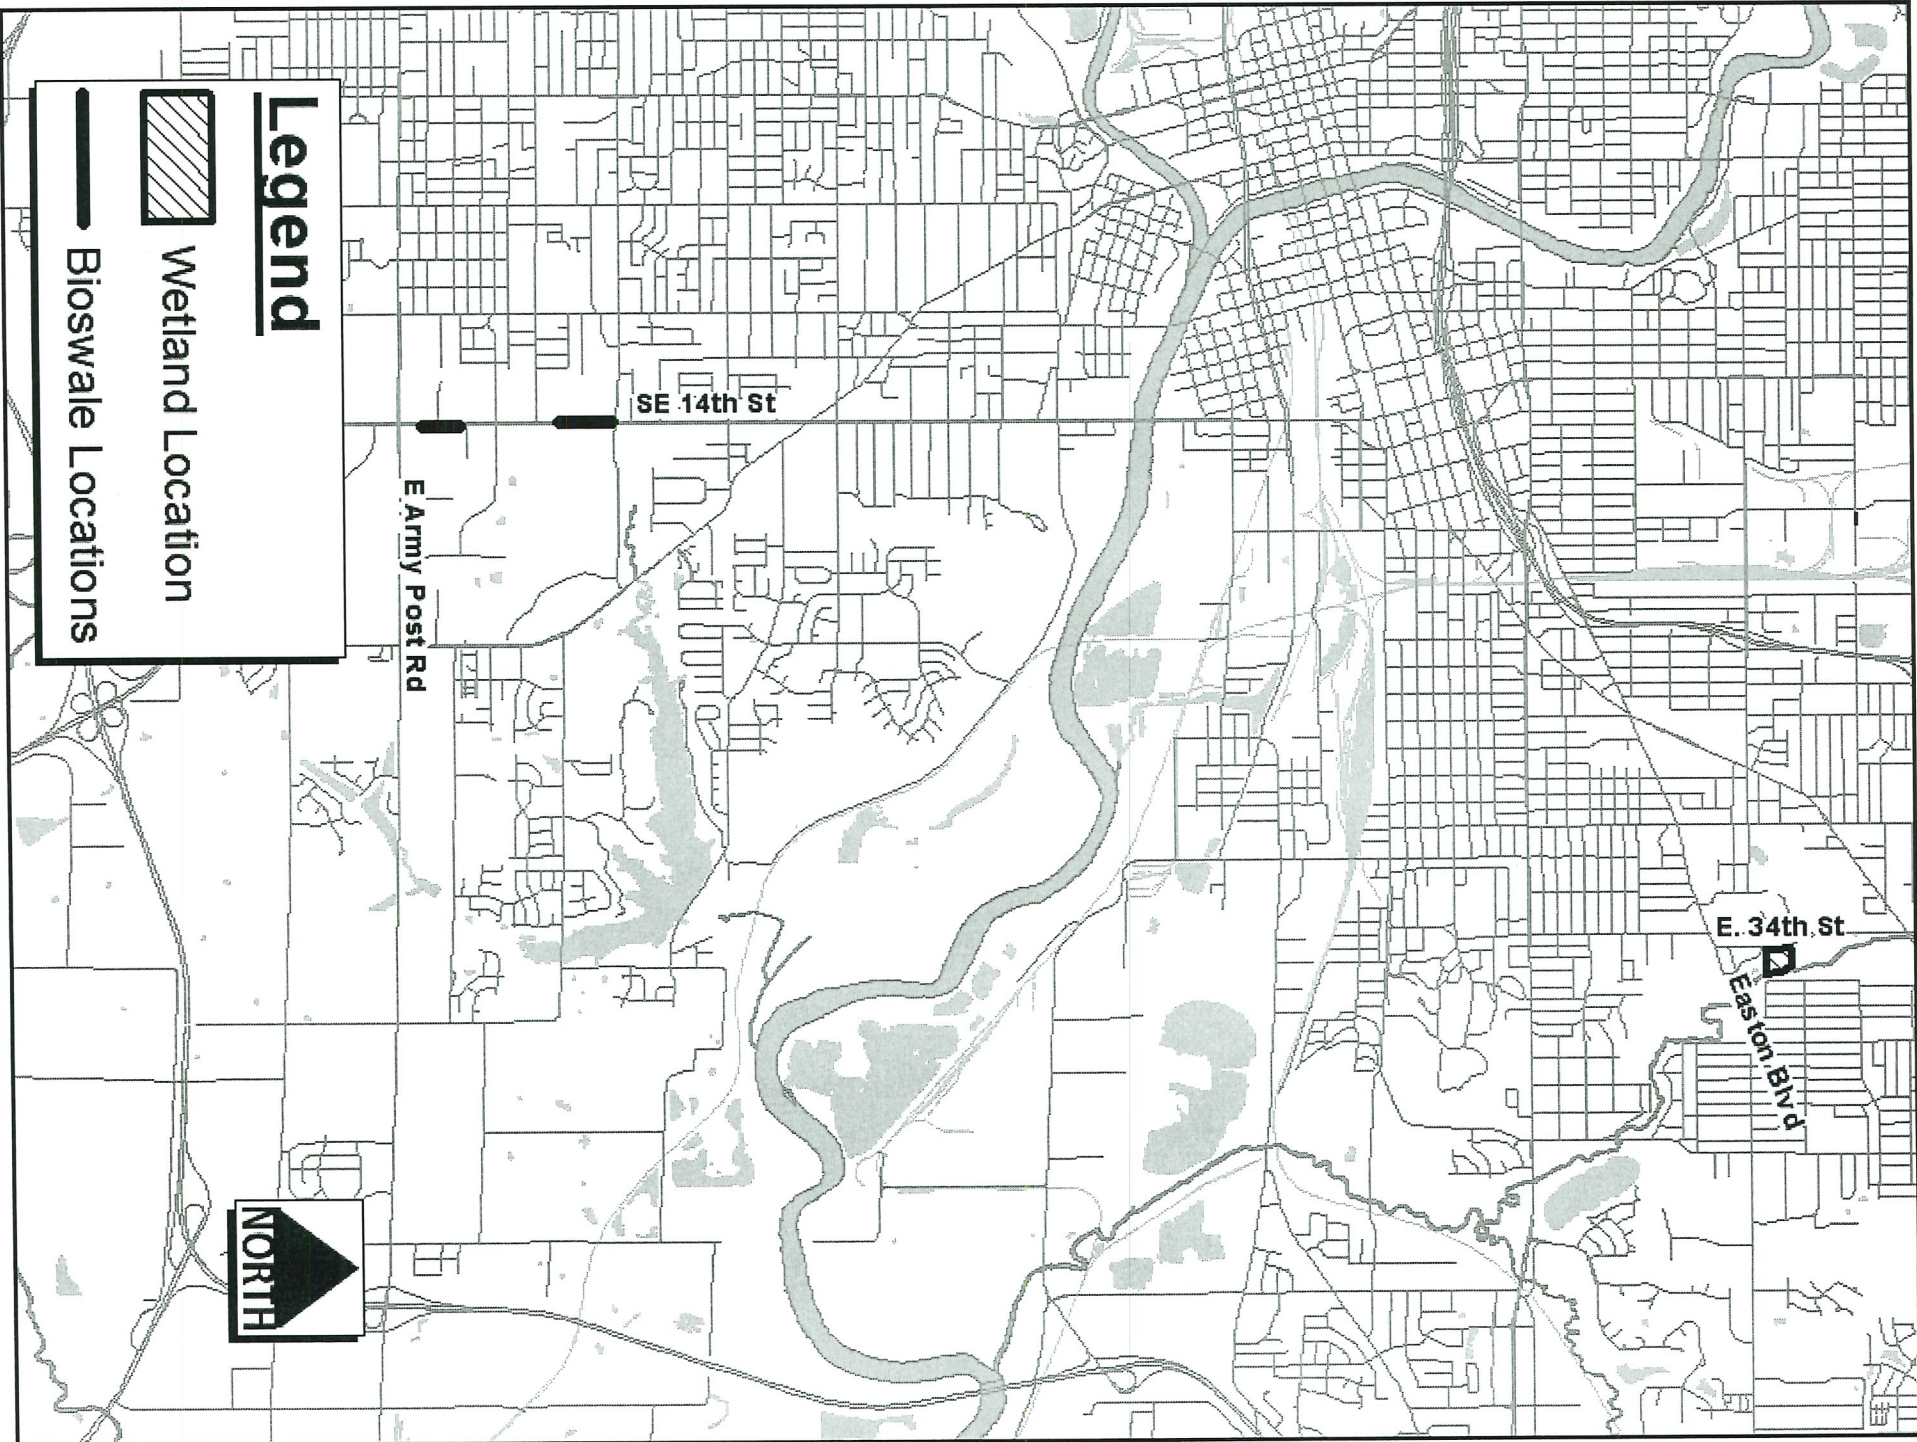 Legend
Wetland Location
Bioswale Locations
SE 14th St
E Army Post Rd
E. 34th St
Easton Blvd
NORTH